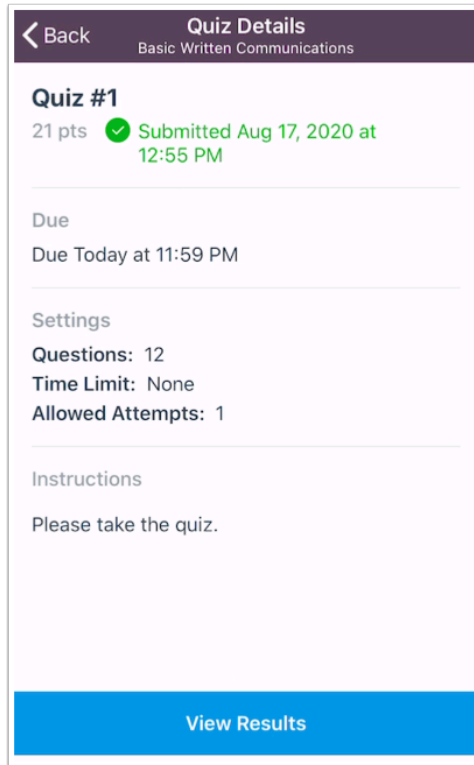 Back
Quiz Details
Basic Written Communications
Quiz #1
21 pts Submitted Aug 17, 2020 at
12:55 PM
Due
Due Today at 11:59 PM
Settings
Questions: 12
Time Limit: None
Allowed Attempts: 1
Instructions
Please take the quiz.
View Results